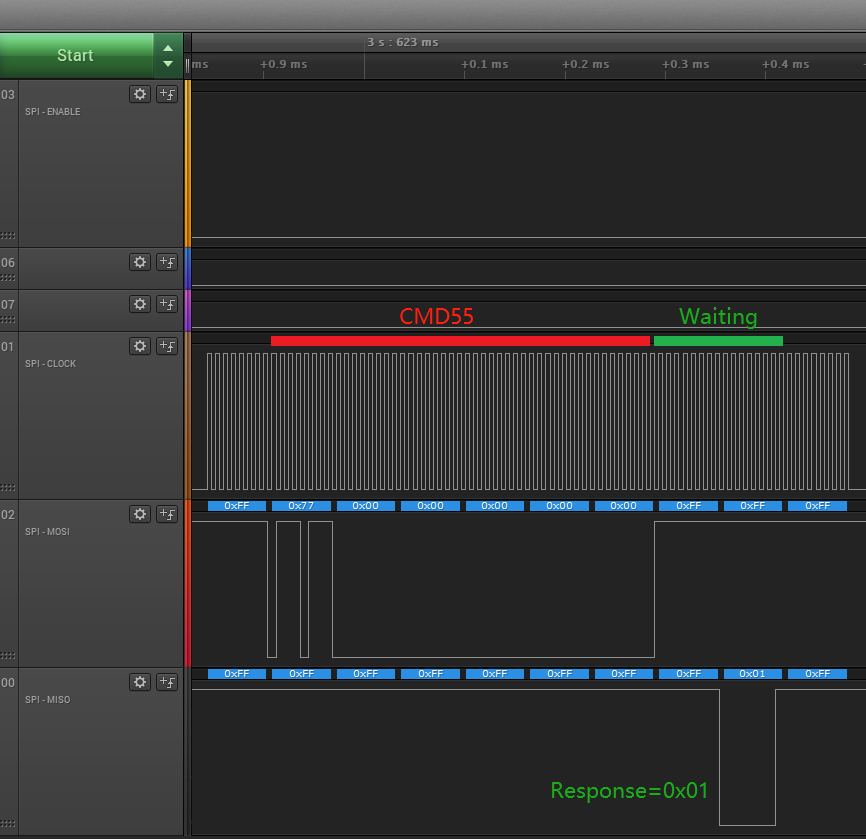 Start
3 s : 623 ms
ms +0.9 ms +0.1 ms +0.2 ms +0.3 ms +0.4 ms
03
SPI - ENABLE
06
07
CMD55 Waiting
01
SPI - CLOCK
0xFF 0x77 0x00 0x00 0x00 0x00 0x00 0xFF 0xFF 0xFF
02
SPI - MOSI
0xFF 0xFF 0xFF 0xFF 0xFF 0xFF 0xFF 0xFF 0x01 0xFF
00
SPI - MISO
Response=0x01